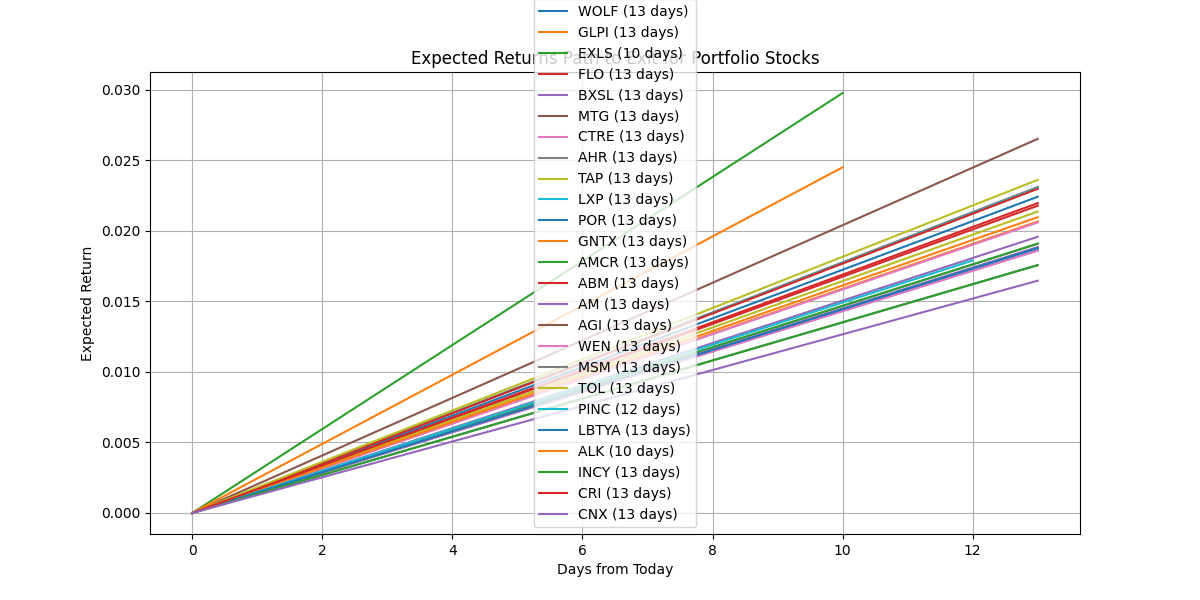 Expected Returns Path to Exit for Portfolio Stocks
WOLF (13 days)
GLPI (13 days)
EXLS (10 days)
FLO (13 days)
BXSL (13 days)
MTG (13 days)
CTRE (13 days)
AHR (13 days)
TAP (13 days)
LXP (13 days)
POR (13 days)
GNTX (13 days)
AMCR (13 days)
ABM (13 days)
AM (13 days)
AGI (13 days)
WEN (13 days)
MSM (13 days)
TOL (13 days)
PINC (12 days)
LBTYA (13 days)
ALK (10 days)
INCY (13 days)
CRI (13 days)
CNX (13 days)
Expected Return
0.030
0.025
0.020
0.015
0.010
0.005
0.000
0 2 4 6 8 10 12
Days from Today